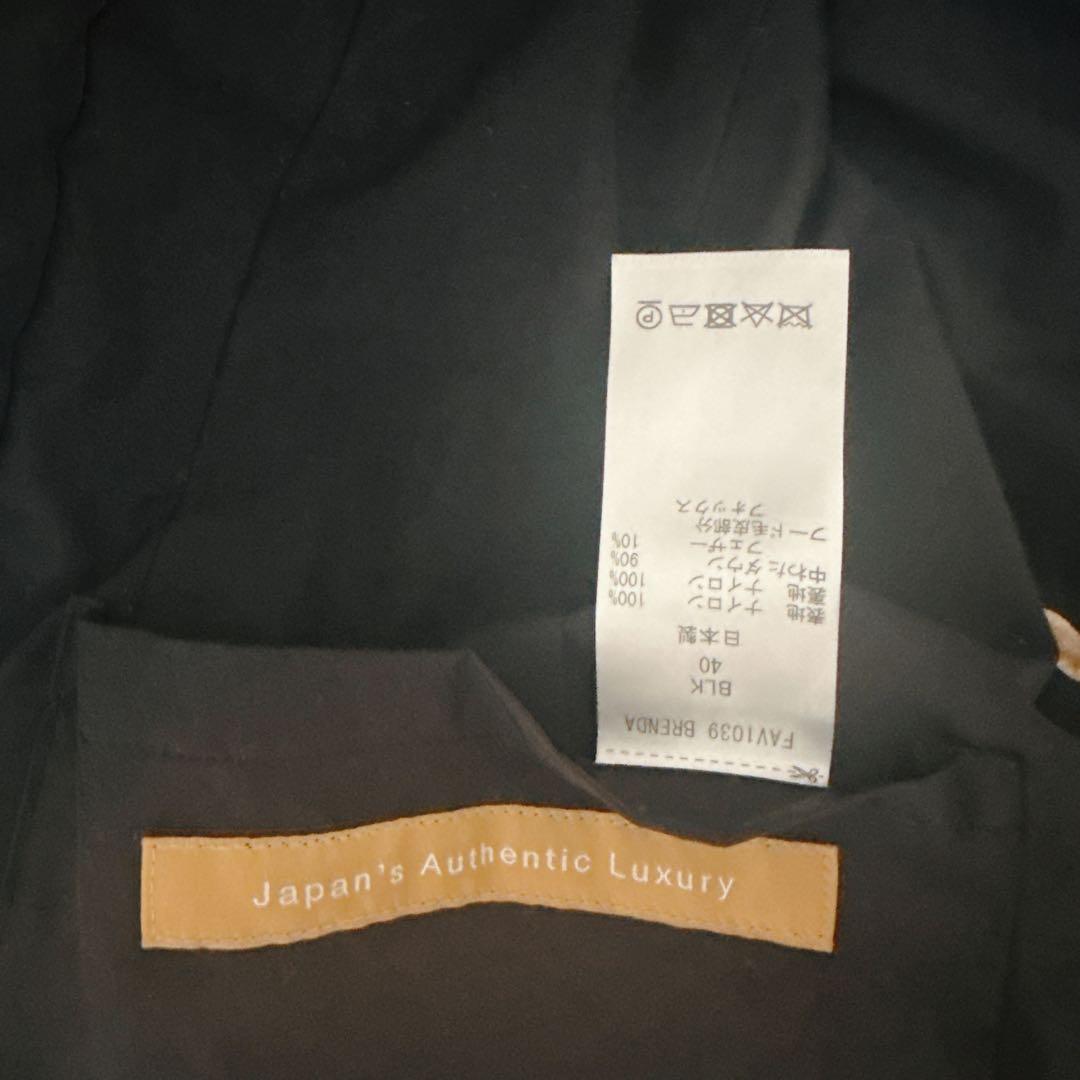 FAV1039 BRENDA
BLK
40
日本製
表地 ナイロン 100%
裏地 ナイロン 100%
中わた ダウン 90%
フェザー 10%
フード毛皮部分
フォックス
Japan's Authentic Luxury